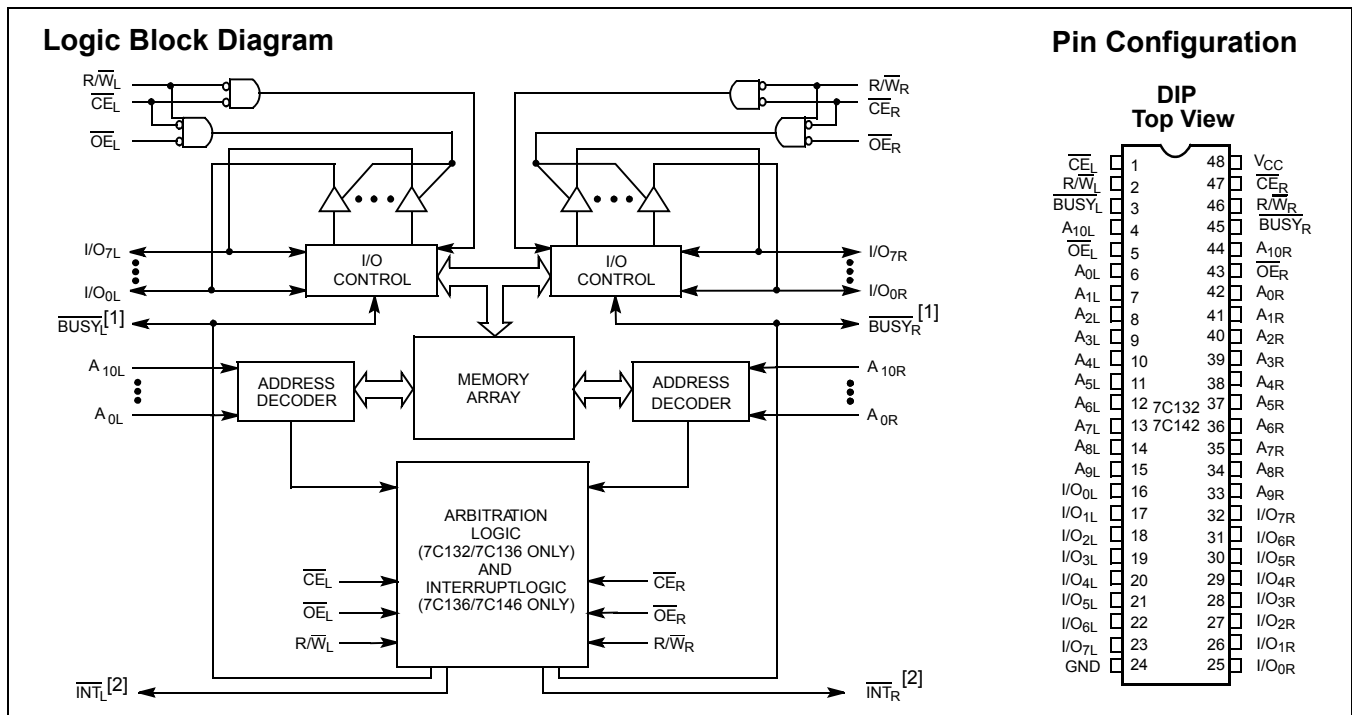 Logic Block Diagram
R/W̅L
C̅E̅L
O̅E̅L
I/O7L
I/O0L
B̅U̅S̅Y̅L[1]
A10L
A0L
I/O
CONTROL
I/O
CONTROL
ADDRESS
DECODER
MEMORY
ARRAY
ADDRESS
DECODER
R/W̅R
C̅E̅R
O̅E̅R
I/O7R
I/O0R
B̅U̅S̅Y̅R[1]
A10R
A0R
ARBITRATION
LOGIC
(7C132/7C136 ONLY)
AND
INTERRUPTLOGIC
(7C136/7C146 ONLY)
C̅E̅L
O̅E̅L
R/W̅L
C̅E̅R
O̅E̅R
R/W̅R
I̅N̅T̅L[2]
I̅N̅T̅R[2]
Pin Configuration
DIP
Top View
C̅E̅L 1 48 VCC
R/W̅L 2 47 C̅E̅R
B̅U̅S̅Y̅L 3 46 R/W̅R
A10L 4 45 B̅U̅S̅Y̅R
O̅E̅L 5 44 A10R
A0L 6 43 O̅E̅R
A1L 7 42 A0R
A2L 8 41 A1R
A3L 9 40 A2R
A4L 10 39 A3R
A5L 11 38 A4R
A6L 12 7C132 37 A5R
A7L 13 7C142 36 A6R
A8L 14 35 A7R
A9L 15 34 A8R
I/O0L 16 33 A9R
I/O1L 17 32 I/O7R
I/O2L 18 31 I/O6R
I/O3L 19 30 I/O5R
I/O4L 20 29 I/O4R
I/O5L 21 28 I/O3R
I/O6L 22 27 I/O2R
I/O7L 23 26 I/O1R
GND 24 25 I/O0R